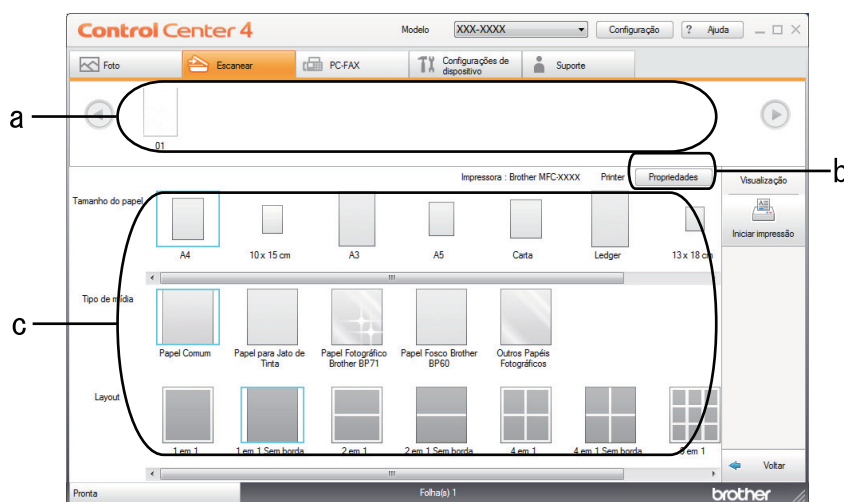 Control Center 4
Modelo
XXX-XXXX
Configuração
? Ajuda
Foto
Escanear
PC-FAX
Configurações de
dispositivo
Suporte
a
01
Impressora : Brother MFC-XXXX
Printer
Propriedades
b
Visualização
Iniciar impressão
Tamanho do papel
A4
10 x 15 cm
A3
A5
Carta
Ledger
13 x 18 cm
Tipo de mídia
c
Papel Comum
Papel para Jato de
Tinta
Papel Fotográfico
Brother BP71
Papel Fosco Brother
BP60
Outros Papéis
Fotográficos
Layout
1 em 1
1 em 1 Sem borda
2 em 1
2 em 1 Sem borda
4 em 1
4 em 1 Sem borda
9 em 1
Voltar
Pronta
Folha(s) 1
brother